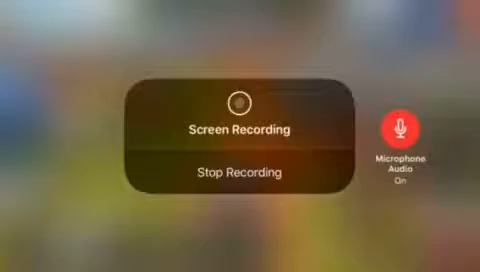 Screen Recording
Stop Recording
Microphone
Audio
On